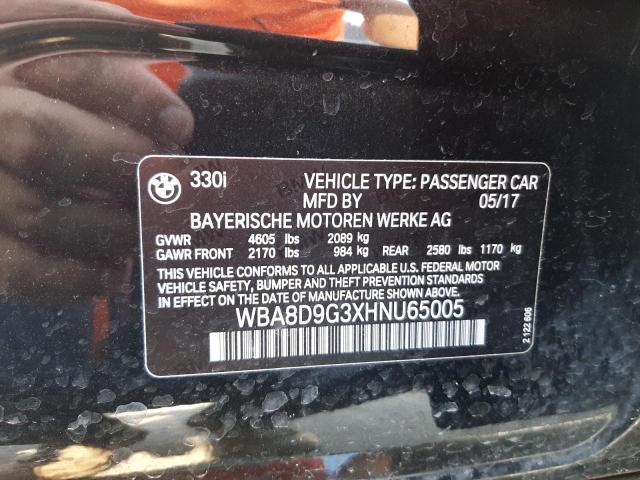 330i VEHICLE TYPE: PASSENGER CAR
MFD BY 05/17
BAYERISCHE MOTOREN WERKE AG
GVWR 4605 lbs 2089 kg
GAWR FRONT 2170 lbs 984 kg REAR 2580 lbs 1170 kg
THIS VEHICLE CONFORMS TO ALL APPLICABLE U.S. FEDERAL MOTOR
VEHICLE SAFETY, BUMPER AND THEFT PREVENTION STANDARDS
IN EFFECT ON THE DATE OF MANUFACTURE SHOWN ABOVE
WBA8D9G3XHNU65005
2 122 606